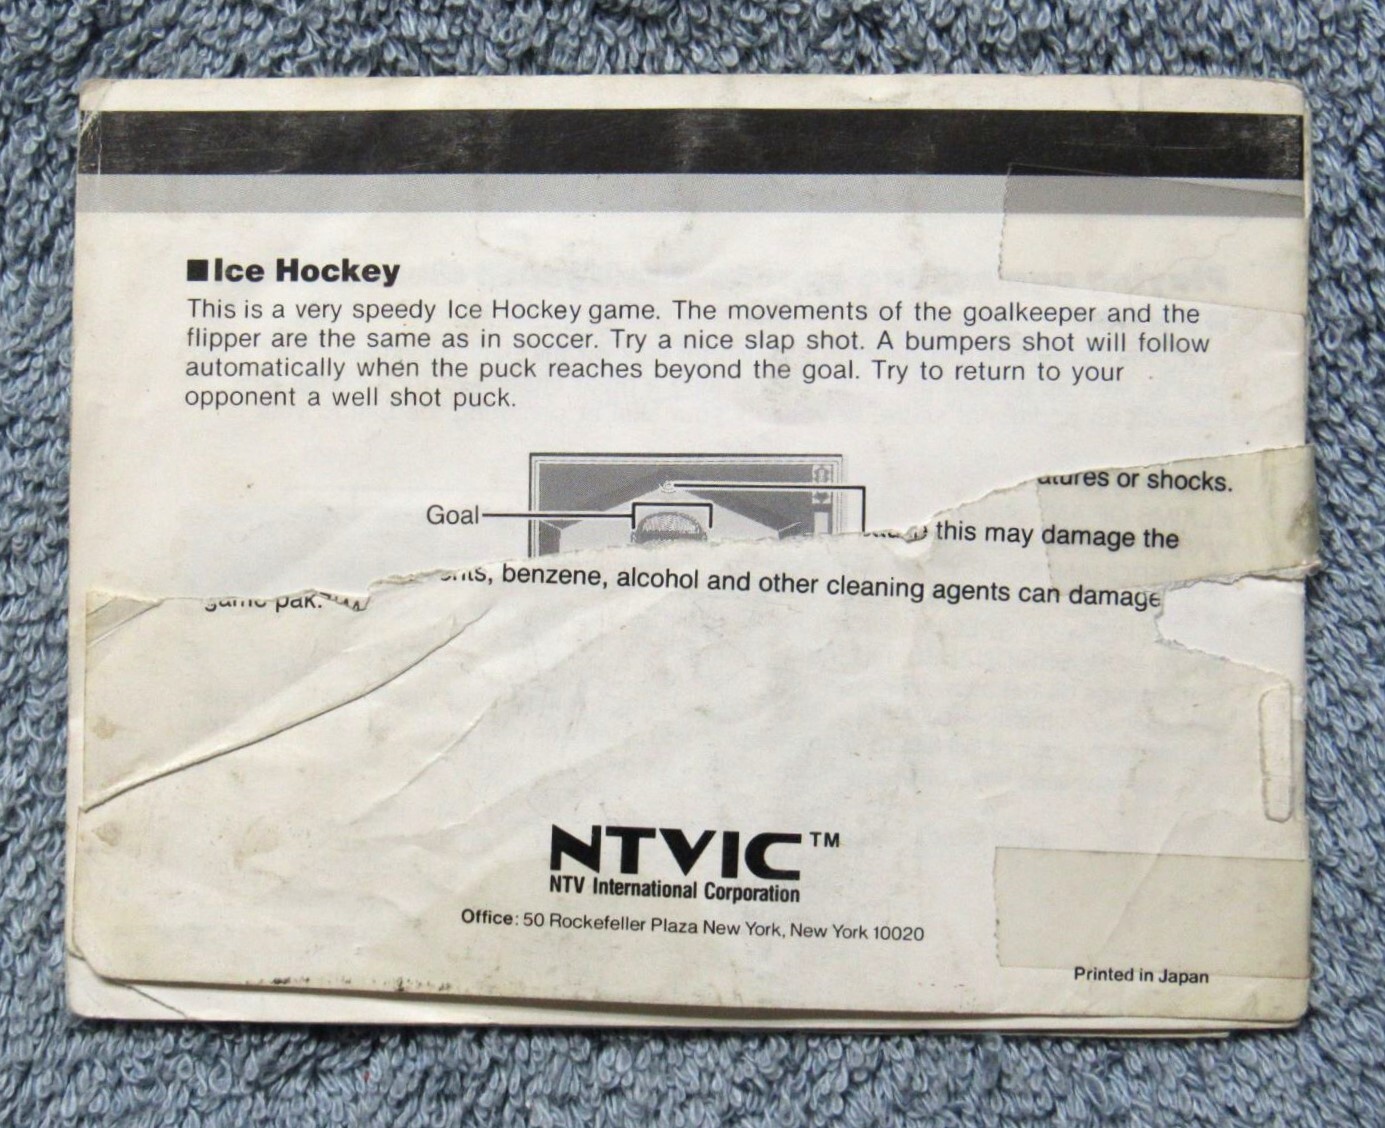 ■Ice Hockey
This is a very speedy Ice Hockey game. The movements of the goalkeeper and the
flipper are the same as in soccer. Try a nice slap shot. A bumpers shot will follow
automatically when the puck reaches beyond the goal. Try to return to your
opponent a well shot puck.
or shocks.
Goal
this may damage the
benzene, alcohol and other cleaning agents can damage
game pak.
NTVIC™
NTV International Corporation
Office: 50 Rockefeller Plaza New York, New York 10020
Printed in Japan